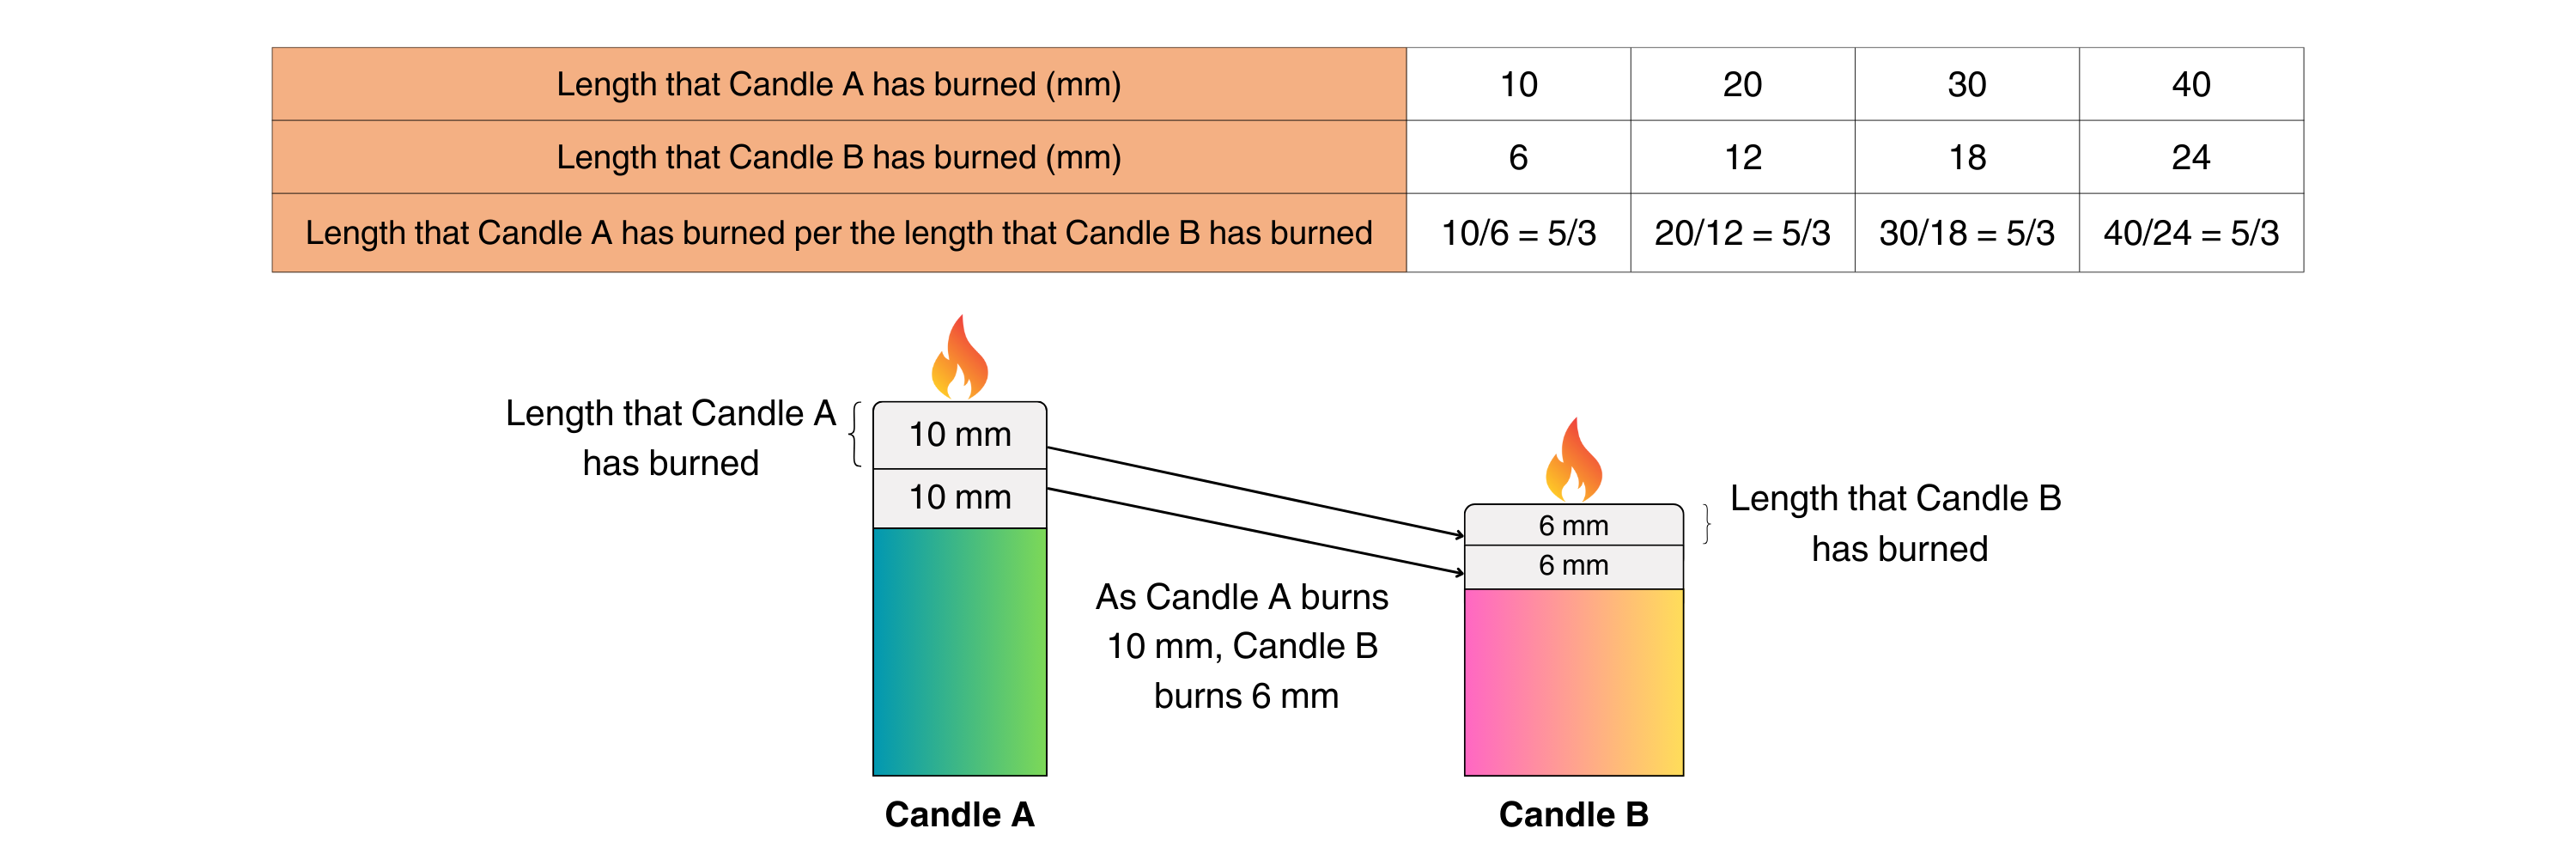 Length that Candle A has burned (mm) 10 20 30 40
Length that Candle B has burned (mm) 6 12 18 24
Length that Candle A has burned per the length that Candle B has burned 10/6 = 5/3 20/12 = 5/3 30/18 = 5/3 40/24 = 5/3
Length that Candle A
has burned
10 mm
10 mm
6 mm
6 mm
Length that Candle B
has burned
As Candle A burns
10 mm, Candle B
burns 6 mm
Candle A
Candle B